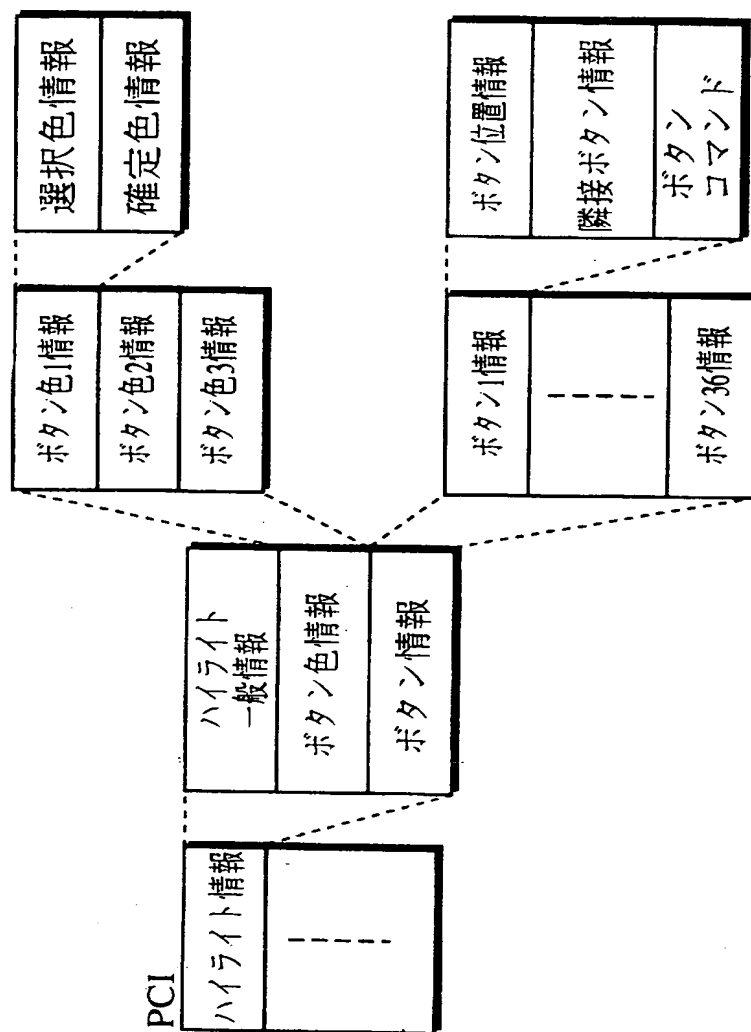 PCI
ハイライト情報
ハイライト
一般情報
ボタン色情報
ボタン情報
ボタン色1情報
ボタン色2情報
ボタン色3情報
選択色情報
確定色情報
ボタン1情報
ボタン36情報
ボタン位置情報
隣接ボタン情報
ボタン
コマンド